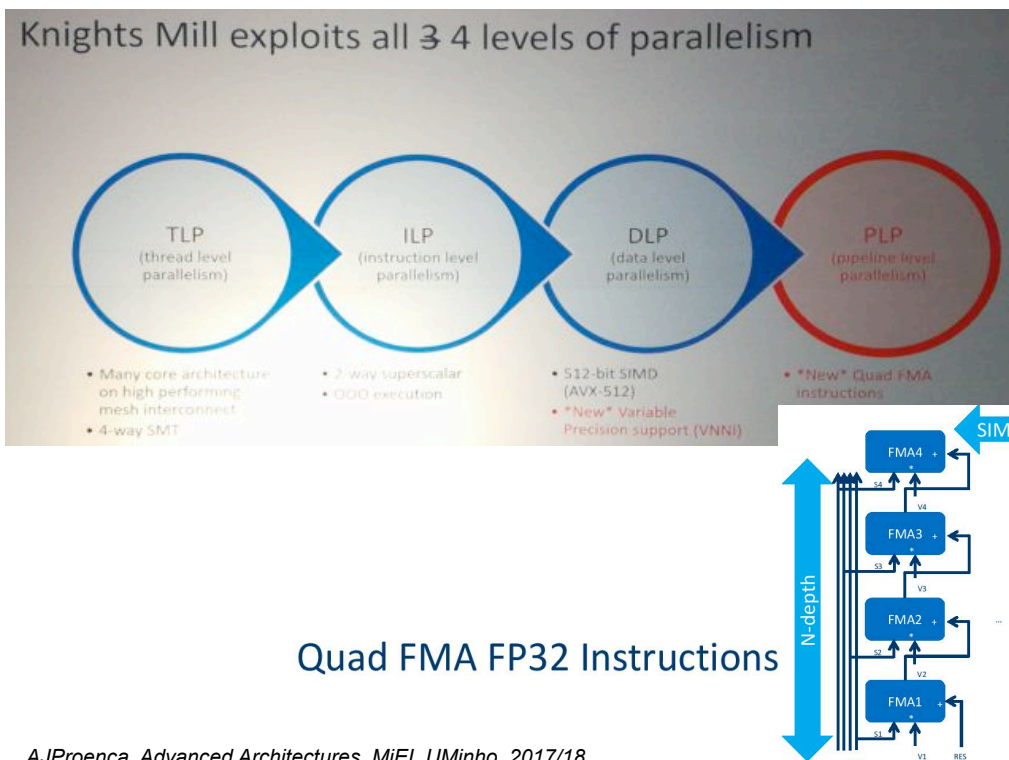 Knights Mill exploits all 3 4 levels of parallelism
TLP
(thread level
parallelism)
ILP
(instruction level
parallelism)
DLP
(data level
parallelism)
PLP
(pipeline level
parallelism)
• Many core architecture
on high performing
mesh interconnect
• 4-way SMT
• 2-way superscalar
• OOO execution
• 512-bit SIMD
(AVX-512)
• *New* Variable
Precision support (VNNI)
• *New* Quad FMA
instructions
SIM
FMA4 +
*
S4
V4
FMA3 +
*
S3
V3
N-depth
FMA2 +
*
...
S2
V2
Quad FMA FP32 Instructions
FMA1 +
*
S1
V1
RES
AJProença, Advanced Architectures, MiEI, UMinho, 2017/18